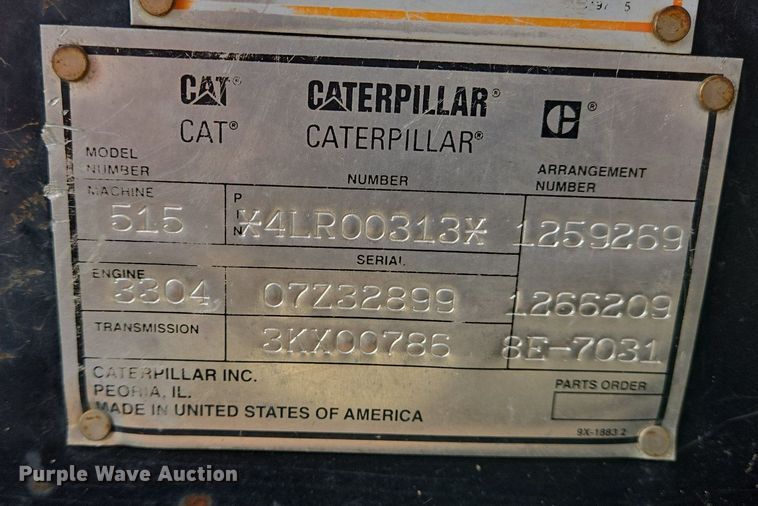 CAT® CATERPILLAR® ®
CAT® CATERPILLAR®
MODEL NUMBER NUMBER ARRANGEMENT NUMBER
MACHINE 515 PIN *4LR00313* 1259269
SERIAL
ENGINE 3304 07Z32899 1266209
TRANSMISSION 3KX00786 8E-7031
CATERPILLAR INC.
PEORIA, IL. PARTS ORDER
MADE IN UNITED STATES OF AMERICA
9X-1883 2
Purple Wave Auction